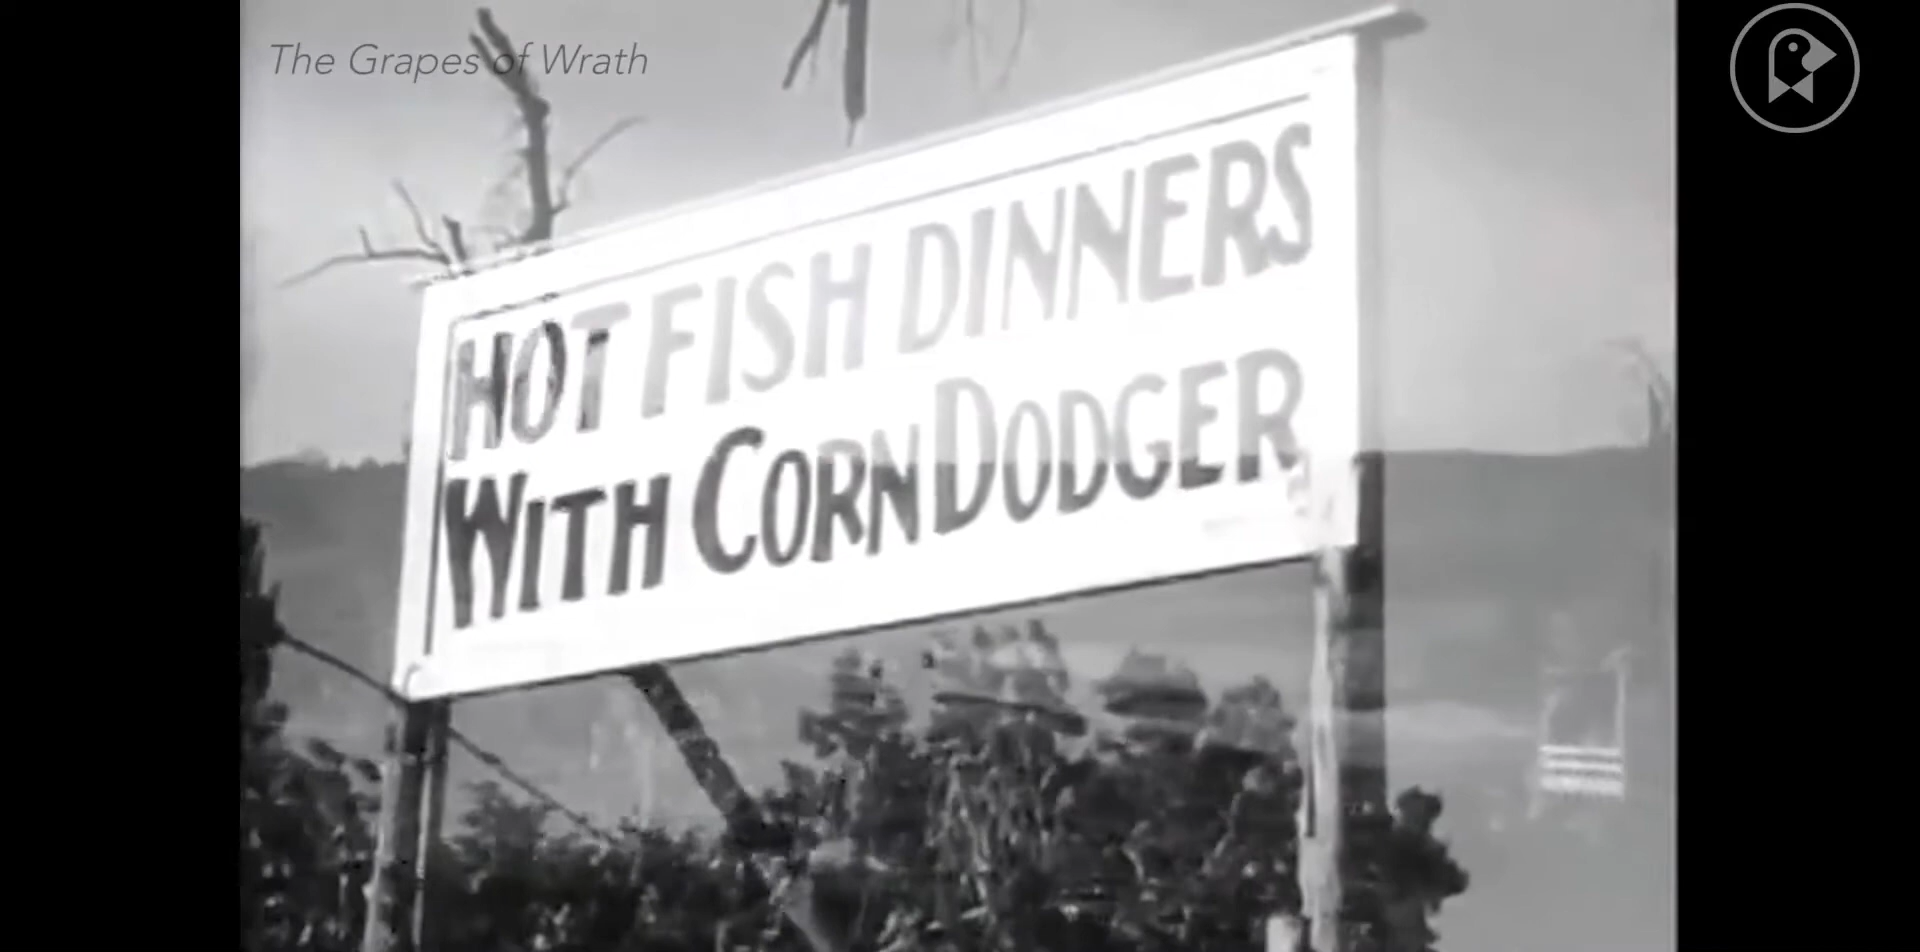 The Grapes of Wrath
HOT FISH DINNERS
WITH CORN DODGER